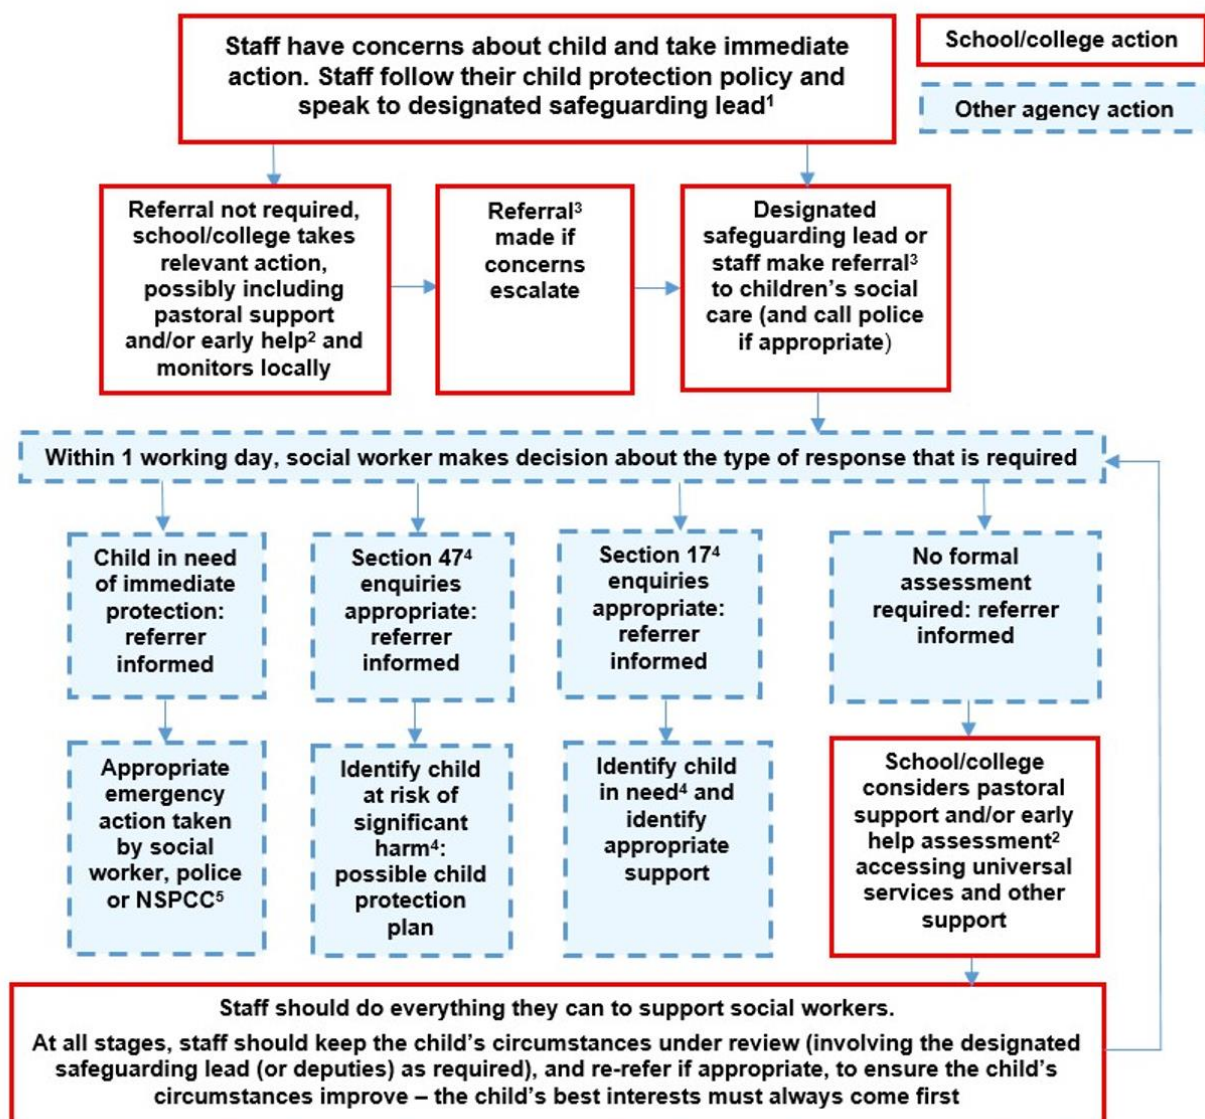 Staff have concerns about child and take immediate
action. Staff follow their child protection policy and
speak to designated safeguarding lead¹
School/college action
Other agency action
Referral not required,
school/college takes
relevant action,
possibly including
pastoral support
and/or early help² and
monitors locally
Referral³
made if
concerns
escalate
Designated
safeguarding lead or
staff make referral³
to children’s social
care (and call police
if appropriate)
Within 1 working day, social worker makes decision about the type of response that is required
Child in need
of immediate
protection:
referrer
informed
Section 47⁴
enquiries
appropriate:
referrer
informed
Section 17⁴
enquiries
appropriate:
referrer
informed
No formal
assessment
required: referrer
informed
Appropriate
emergency
action taken
by social
worker, police
or NSPCC⁵
Identify child
at risk of
significant
harm⁴:
possible child
protection
plan
Identify child
in need⁴ and
identify
appropriate
support
School/college
considers pastoral
support and/or early
help assessment²
accessing universal
services and other
support
Staff should do everything they can to support social workers.
At all stages, staff should keep the child’s circumstances under review (involving the designated
safeguarding lead (or deputies) as required), and re-refer if appropriate, to ensure the child’s
circumstances improve – the child’s best interests must always come first